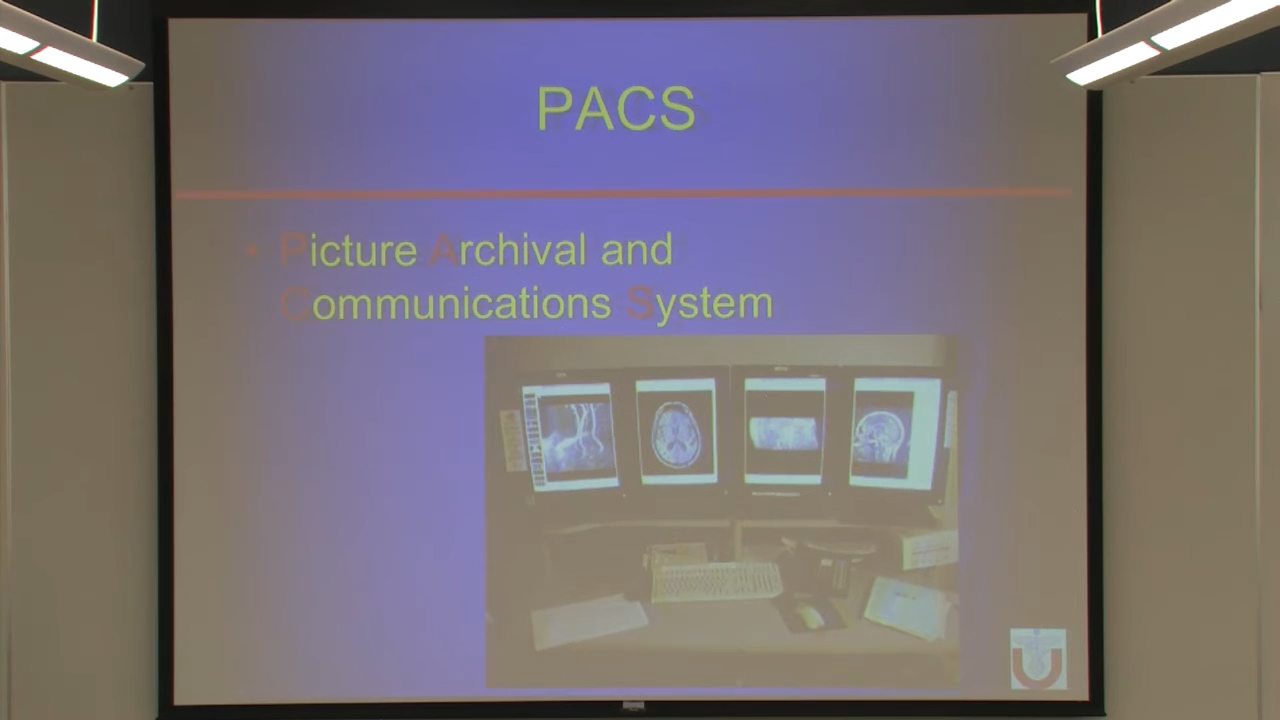 PACS
• Picture Archival and
Communications System
U